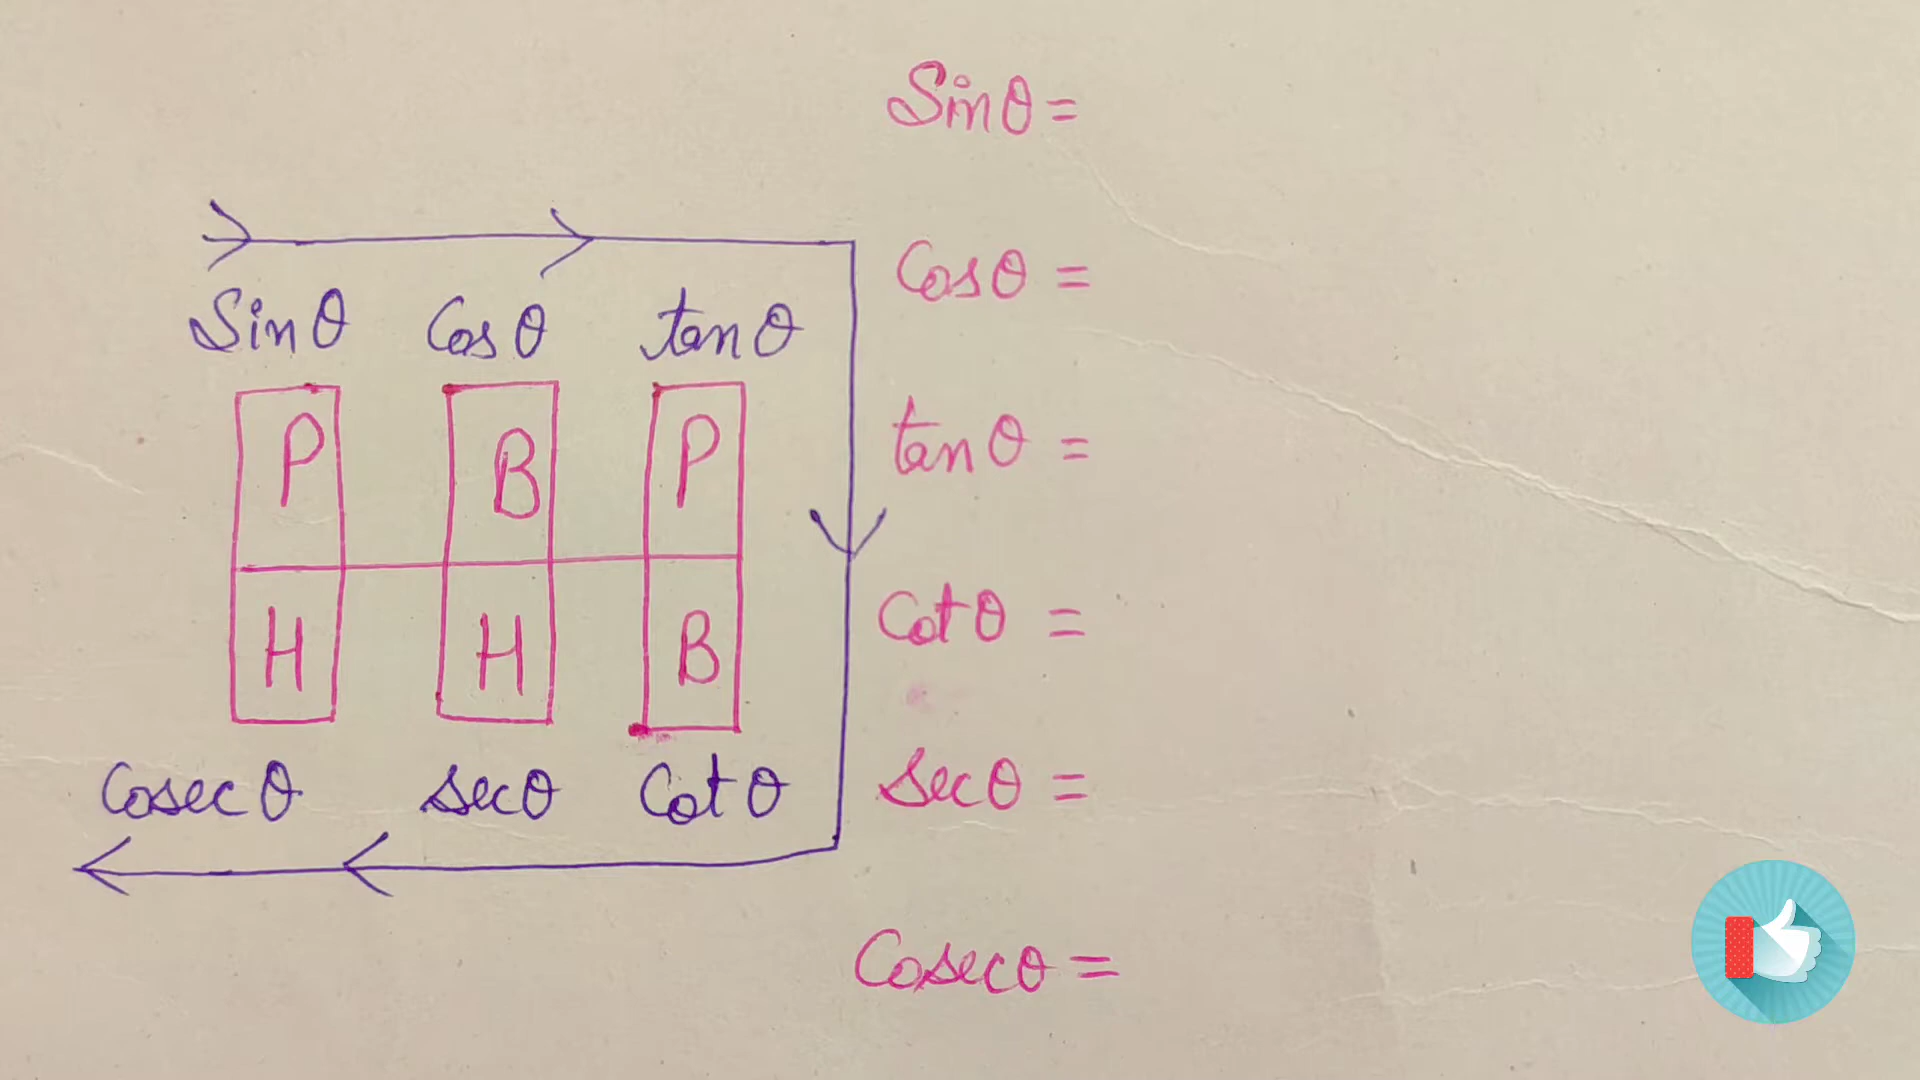 Sinθ Cosθ tanθ
P B P
H H B
Cosecθ secθ Cotθ
Sinθ =
Cosθ =
tanθ =
Cotθ =
secθ =
Cosecθ =